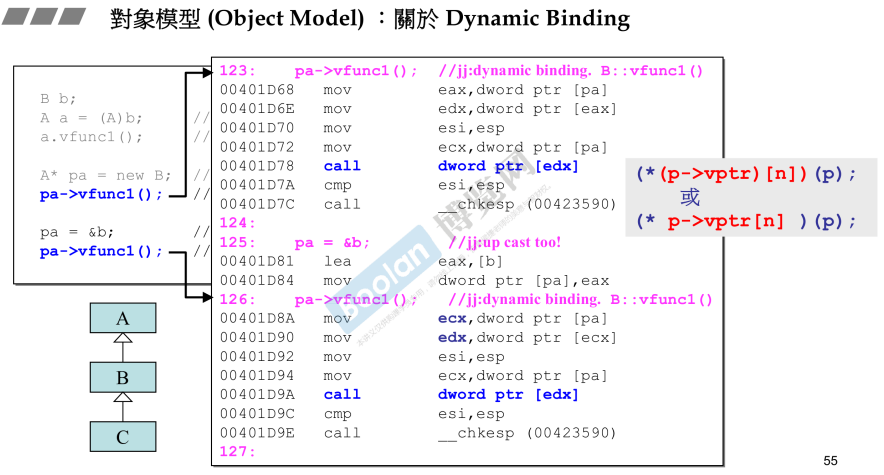 對象模型 (Object Model) ：關於 Dynamic Binding
B b;
A a = (A)b; //
a.vfunc1(); //
A* pa = new B; //
pa->vfunc1(); //
pa = &b; //
pa->vfunc1(); //
A
B
C
123: pa->vfunc1(); //jj:dynamic binding. B::vfunc1()
00401D68 mov eax,dword ptr [pa]
00401D6E mov edx,dword ptr [eax]
00401D70 mov esi,esp
00401D72 mov ecx,dword ptr [pa]
00401D78 call dword ptr [edx]
00401D7A cmp esi,esp
00401D7C call __chkesp (00423590)
124:
125: pa = &b; //jj:up cast too!
00401D81 lea eax,[b]
00401D84 mov dword ptr [pa],eax
126: pa->vfunc1(); //jj:dynamic binding. B::vfunc1()
00401D8A mov ecx,dword ptr [pa]
00401D90 mov edx,dword ptr [ecx]
00401D92 mov esi,esp
00401D94 mov ecx,dword ptr [pa]
00401D9A call dword ptr [edx]
00401D9C cmp esi,esp
00401D9E call __chkesp (00423590)
127:
(*(p->vptr)[n])(p);
或
(* p->vptr[n] )(p);
Boolan 博覽网
55